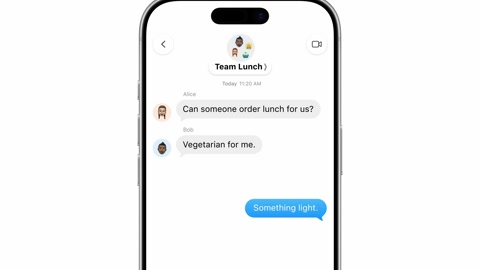 Team Lunch
Today 11:20 AM
Alice
Can someone order lunch for us?
Bob
Vegetarian for me.
Something light.